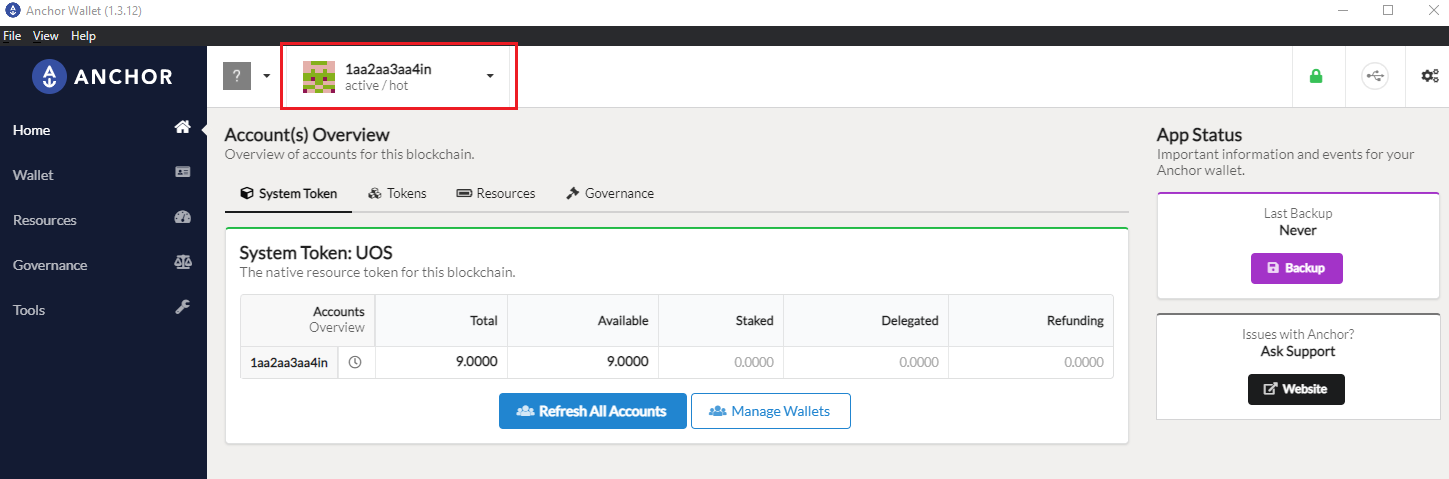 Anchor Wallet (1.3.12)
File View Help
ANCHOR
? 1aa2aa3aa4in
active / hot
Home
Wallet
Resources
Governance
Tools
Account(s) Overview
Overview of accounts for this blockchain.
System Token Tokens Resources Governance
System Token: UOS
The native resource token for this blockchain.
Accounts
Overview
Total Available Staked Delegated Refunding
1aa2aa3aa4in 9.0000 9.0000 0.0000 0.0000 0.0000
Refresh All Accounts Manage Wallets
App Status
Important information and events for your
Anchor wallet.
Last Backup
Never
Backup
Issues with Anchor?
Ask Support
Website